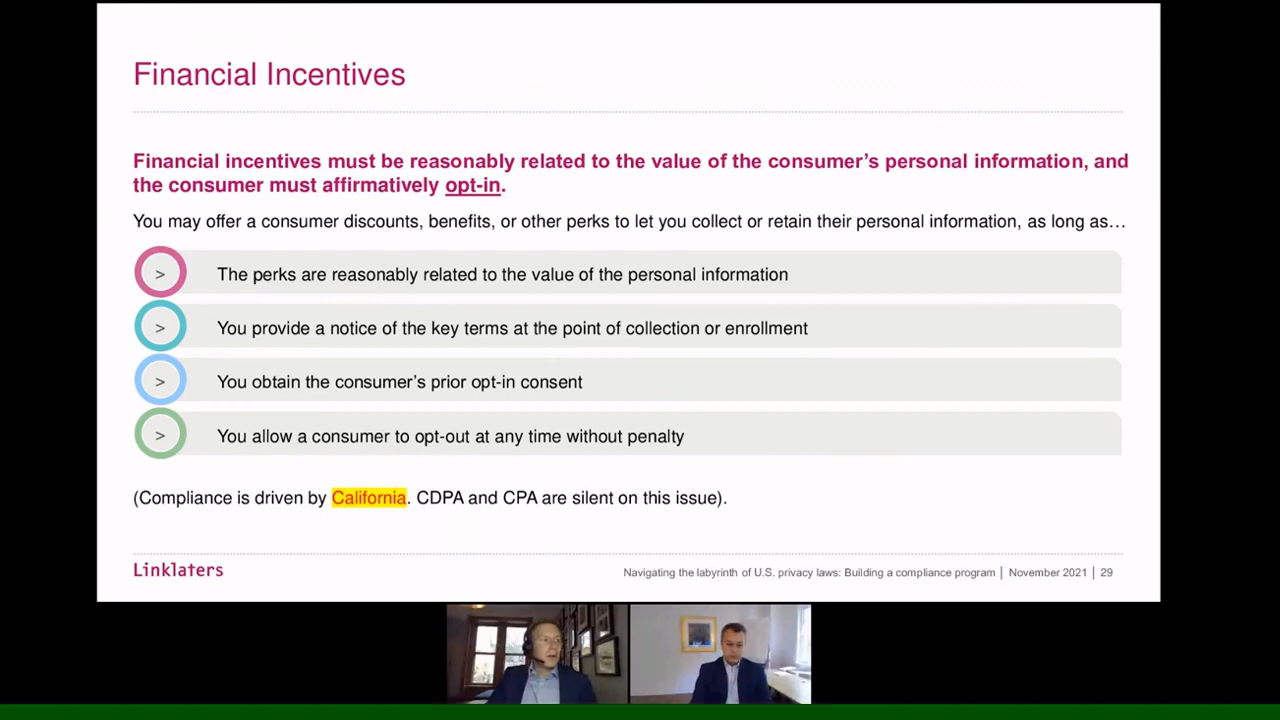 Financial Incentives
Financial incentives must be reasonably related to the value of the consumer’s personal information, and
the consumer must affirmatively opt-in.
You may offer a consumer discounts, benefits, or other perks to let you collect or retain their personal information, as long as…
> The perks are reasonably related to the value of the personal information
> You provide a notice of the key terms at the point of collection or enrollment
> You obtain the consumer’s prior opt-in consent
> You allow a consumer to opt-out at any time without penalty
(Compliance is driven by California. CDPA and CPA are silent on this issue).
Linklaters
Navigating the labyrinth of U.S. privacy laws: Building a compliance program | November 2021 | 29